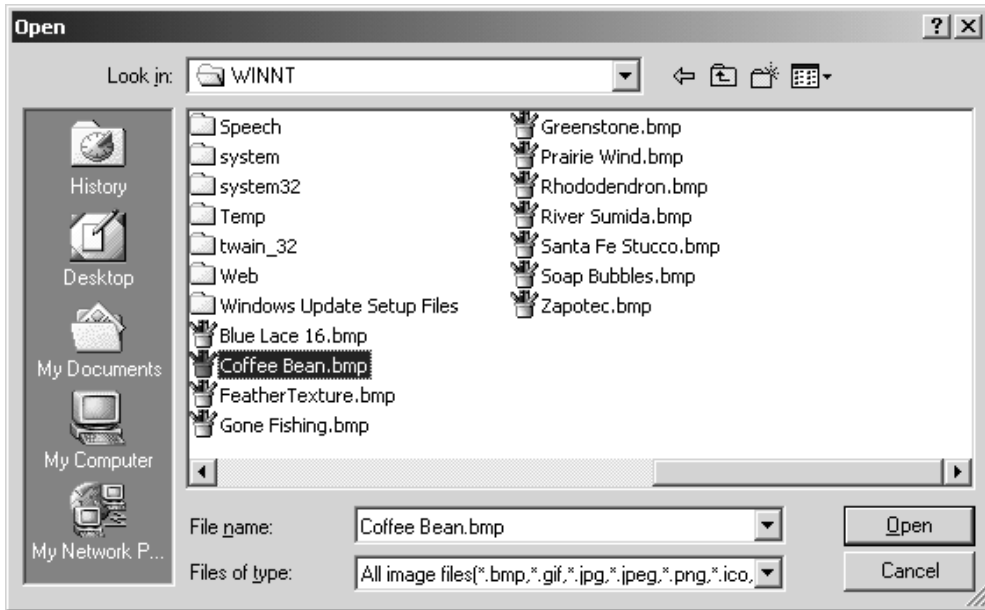 Open
Look in:
WINNT
History
Desktop
My Documents
My Computer
My Network P...
Speech
system
system32
Temp
twain_32
Web
Windows Update Setup Files
Blue Lace 16.bmp
Coffee Bean.bmp
FeatherTexture.bmp
Gone Fishing.bmp
Greenstone.bmp
Prairie Wind.bmp
Rhododendron.bmp
River Sumida.bmp
Santa Fe Stucco.bmp
Soap Bubbles.bmp
Zapotec.bmp
File name:
Coffee Bean.bmp
Open
Files of type:
All image files(*.bmp,*.gif,*.jpg,*.jpeg,*.png,*.ico,
Cancel